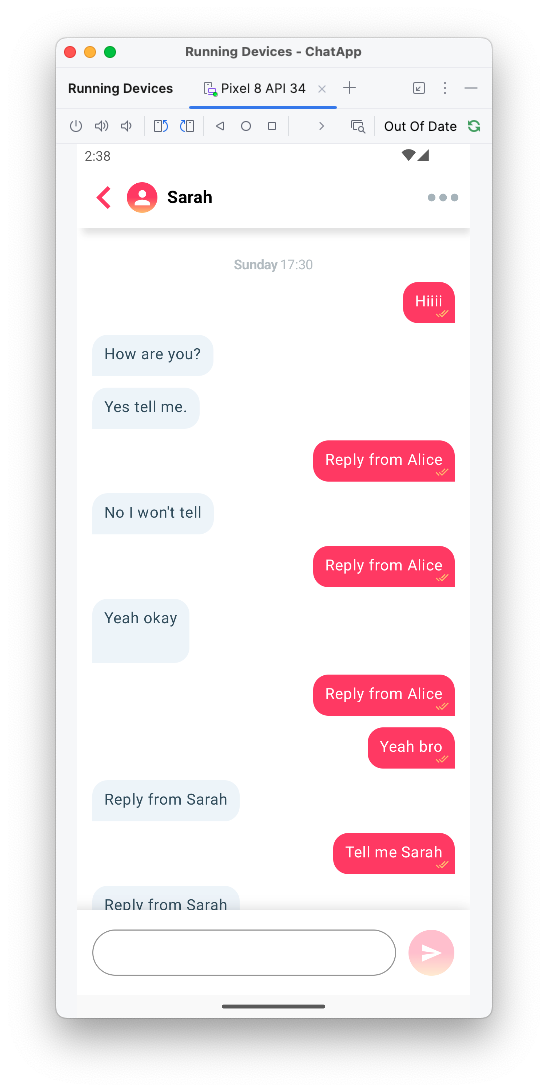 Running Devices - ChatApp
Running Devices
Pixel 8 API 34
Out Of Date
2:38
Sarah
Sunday 17:30
Hiiii
How are you?
Yes tell me.
Reply from Alice
No I won't tell
Reply from Alice
Yeah okay
Reply from Alice
Yeah bro
Reply from Sarah
Tell me Sarah
Reply from Sarah